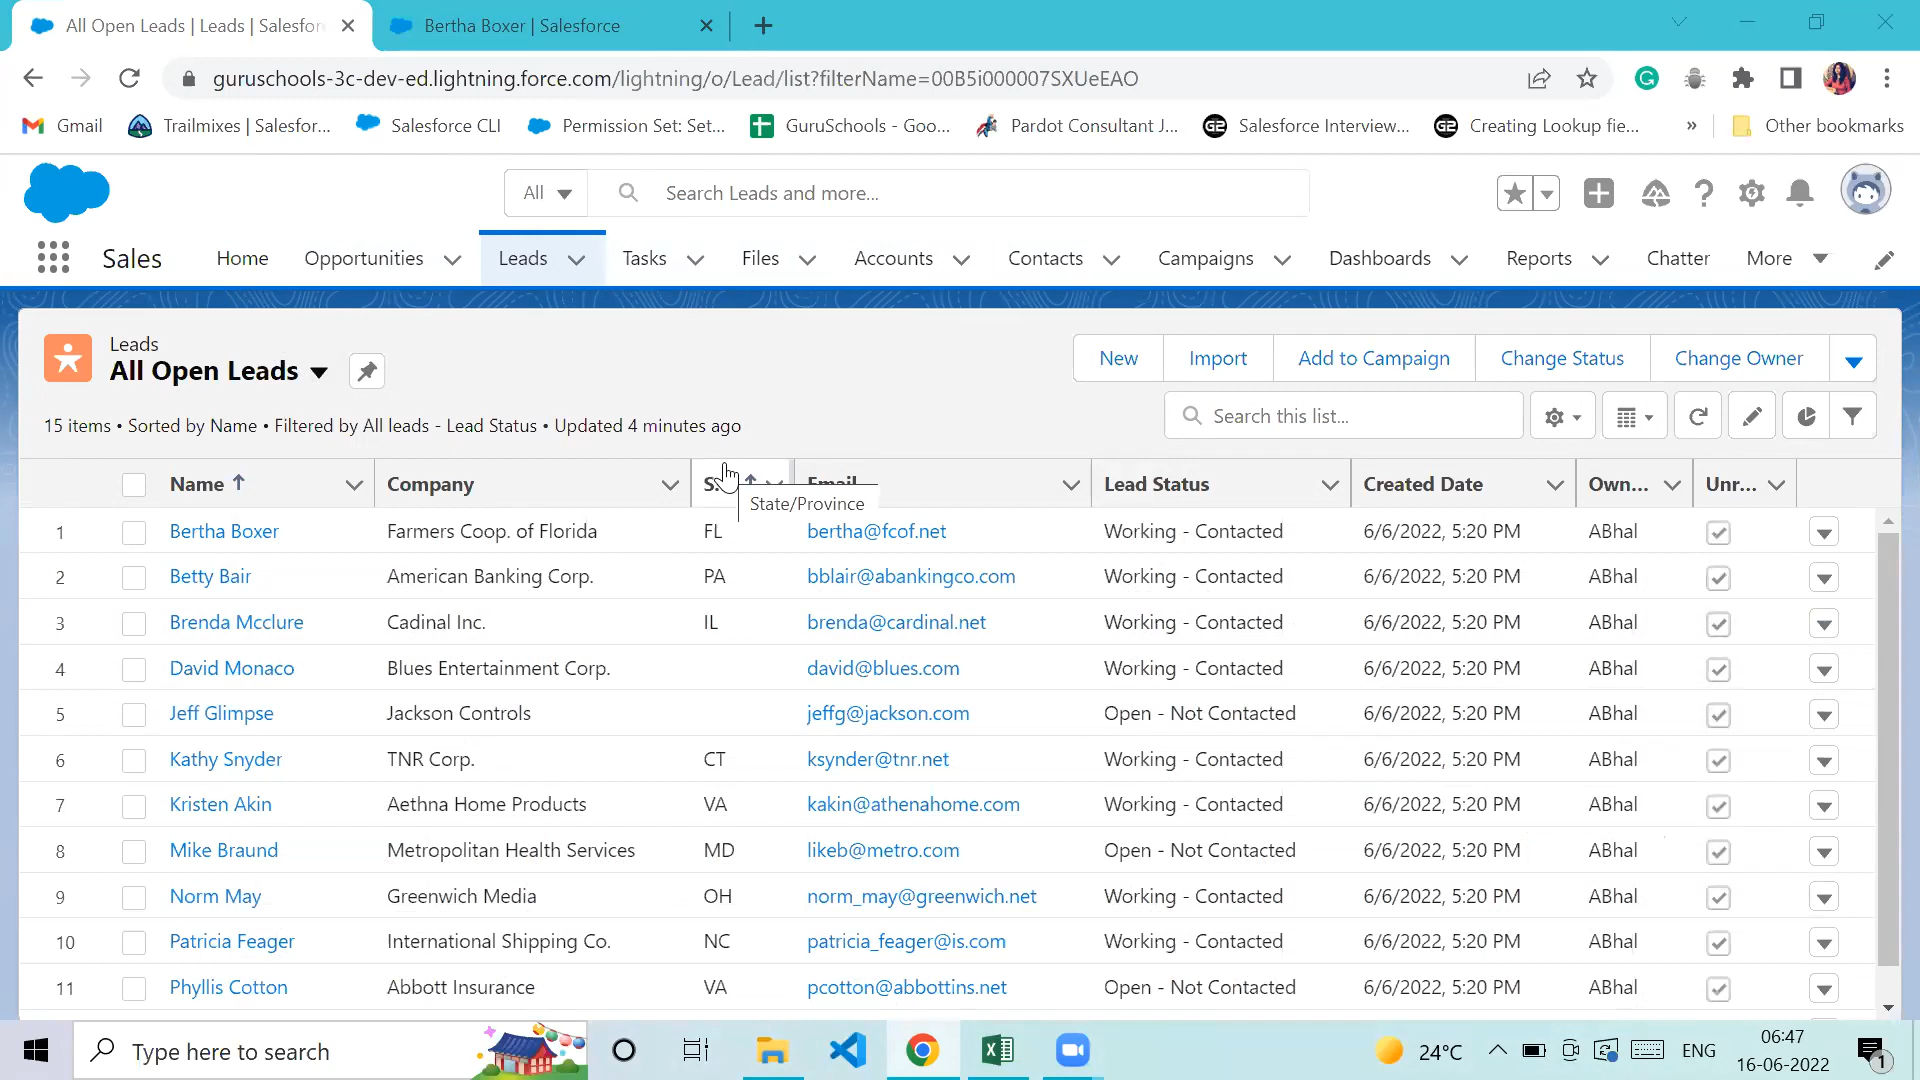 All Open Leads | Leads | Salesfor
Bertha Boxer | Salesforce
guruschools-3c-dev-ed.lightning.force.com/lightning/o/Lead/list?filterName=00B5i000007SXUeEAO
Gmail
Trailmixes | Salesfor...
Salesforce CLI
Permission Set: Set...
GuruSchools - Goo...
Pardot Consultant J...
Salesforce Interview...
Creating Lookup fie...
»
Other bookmarks
All
Search Leads and more...
Sales
Home
Opportunities
Leads
Tasks
Files
Accounts
Contacts
Campaigns
Dashboards
Reports
Chatter
More
Leads
All Open Leads
New
Import
Add to Campaign
Change Status
Change Owner
15 items • Sorted by Name • Filtered by All leads - Lead Status • Updated 4 minutes ago
Search this list...
Name Company Email Lead Status Created Date Own... Unr...
State/Province
1 Bertha Boxer Farmers Coop. of Florida FL bertha@fcof.net Working - Contacted 6/6/2022, 5:20 PM ABhal
2 Betty Bair American Banking Corp. PA bblair@abankingco.com Working - Contacted 6/6/2022, 5:20 PM ABhal
3 Brenda Mcclure Cadinal Inc. IL brenda@cardinal.net Working - Contacted 6/6/2022, 5:20 PM ABhal
4 David Monaco Blues Entertainment Corp. david@blues.com Working - Contacted 6/6/2022, 5:20 PM ABhal
5 Jeff Glimpse Jackson Controls jeffg@jackson.com Open - Not Contacted 6/6/2022, 5:20 PM ABhal
6 Kathy Snyder TNR Corp. CT ksynder@tnr.net Working - Contacted 6/6/2022, 5:20 PM ABhal
7 Kristen Akin Aethna Home Products VA kakin@athenahome.com Working - Contacted 6/6/2022, 5:20 PM ABhal
8 Mike Braund Metropolitan Health Services MD likeb@metro.com Open - Not Contacted 6/6/2022, 5:20 PM ABhal
9 Norm May Greenwich Media OH norm_may@greenwich.net Working - Contacted 6/6/2022, 5:20 PM ABhal
10 Patricia Feager International Shipping Co. NC patricia_feager@is.com Working - Contacted 6/6/2022, 5:20 PM ABhal
11 Phyllis Cotton Abbott Insurance VA pcotton@abbottins.net Open - Not Contacted 6/6/2022, 5:20 PM ABhal
Type here to search
24°C
ENG
06:47
16-06-2022
1